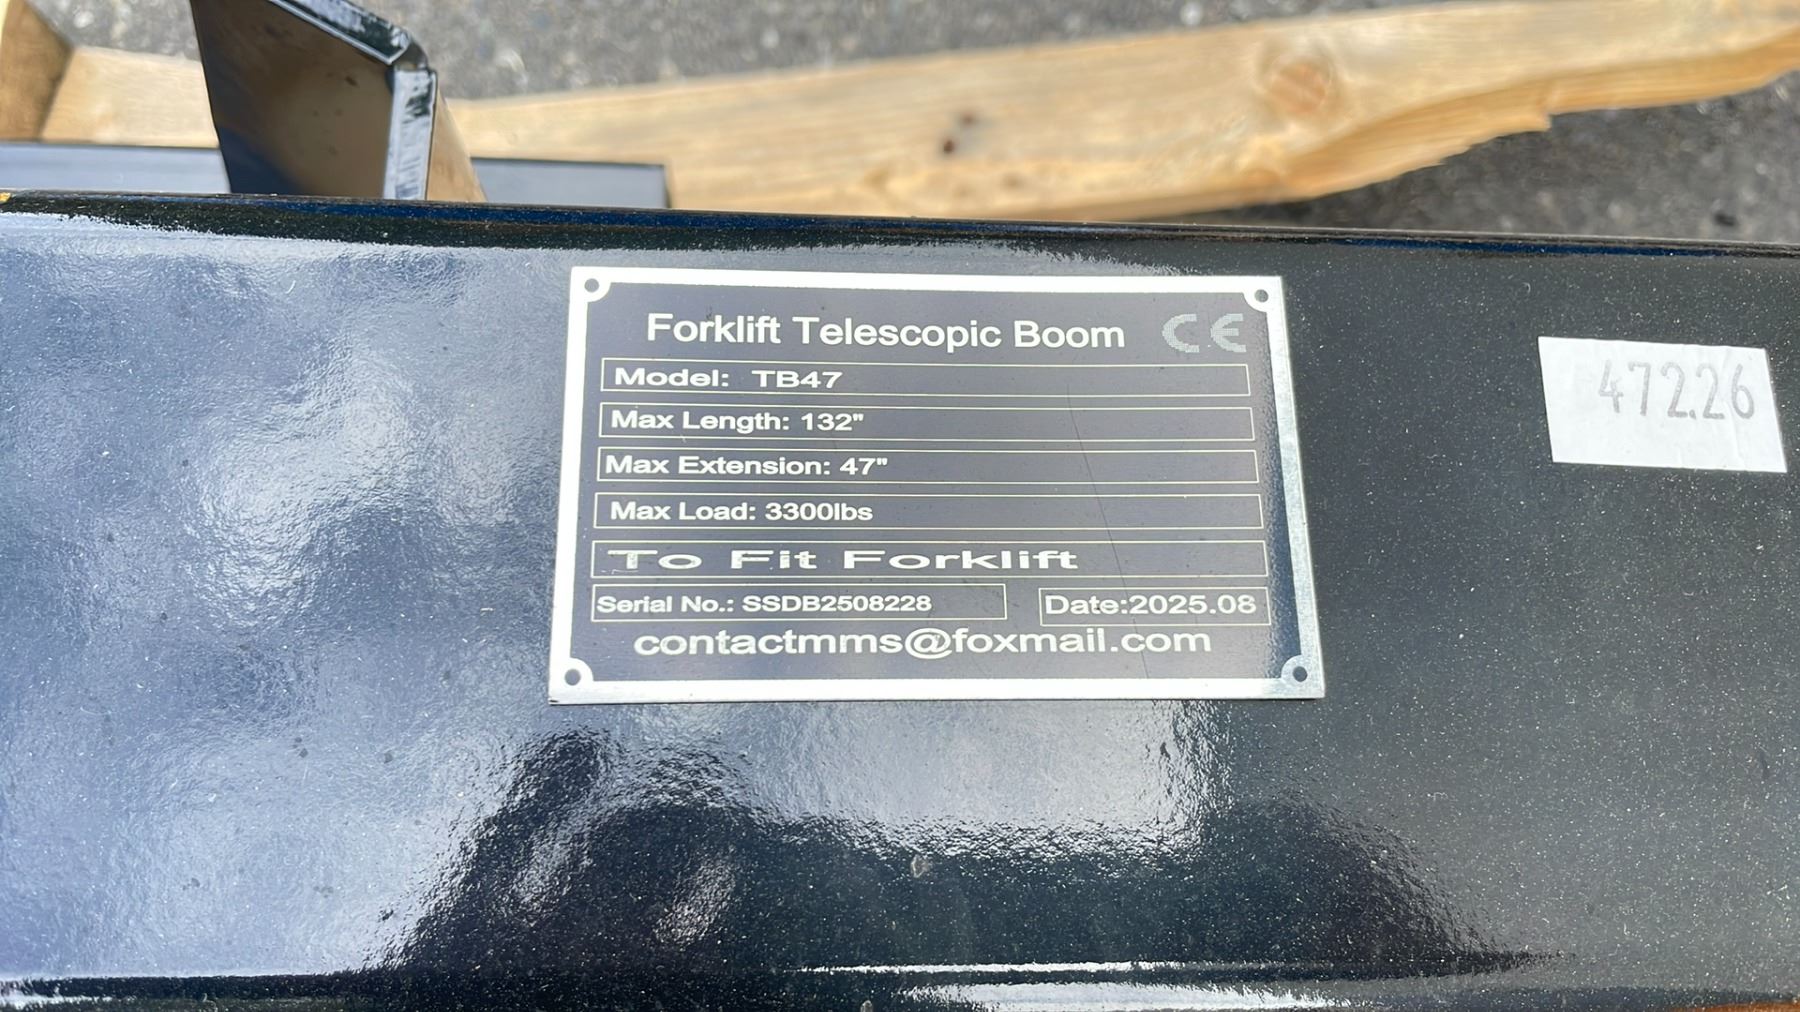 Forklift Telescopic Boom CE
Model: TB47
Max Length: 132"
Max Extension: 47"
Max Load: 3300lbs
To Fit Forklift
Serial No.: SSDB2508228 Date:2025.08
contactmms@foxmail.com
47226